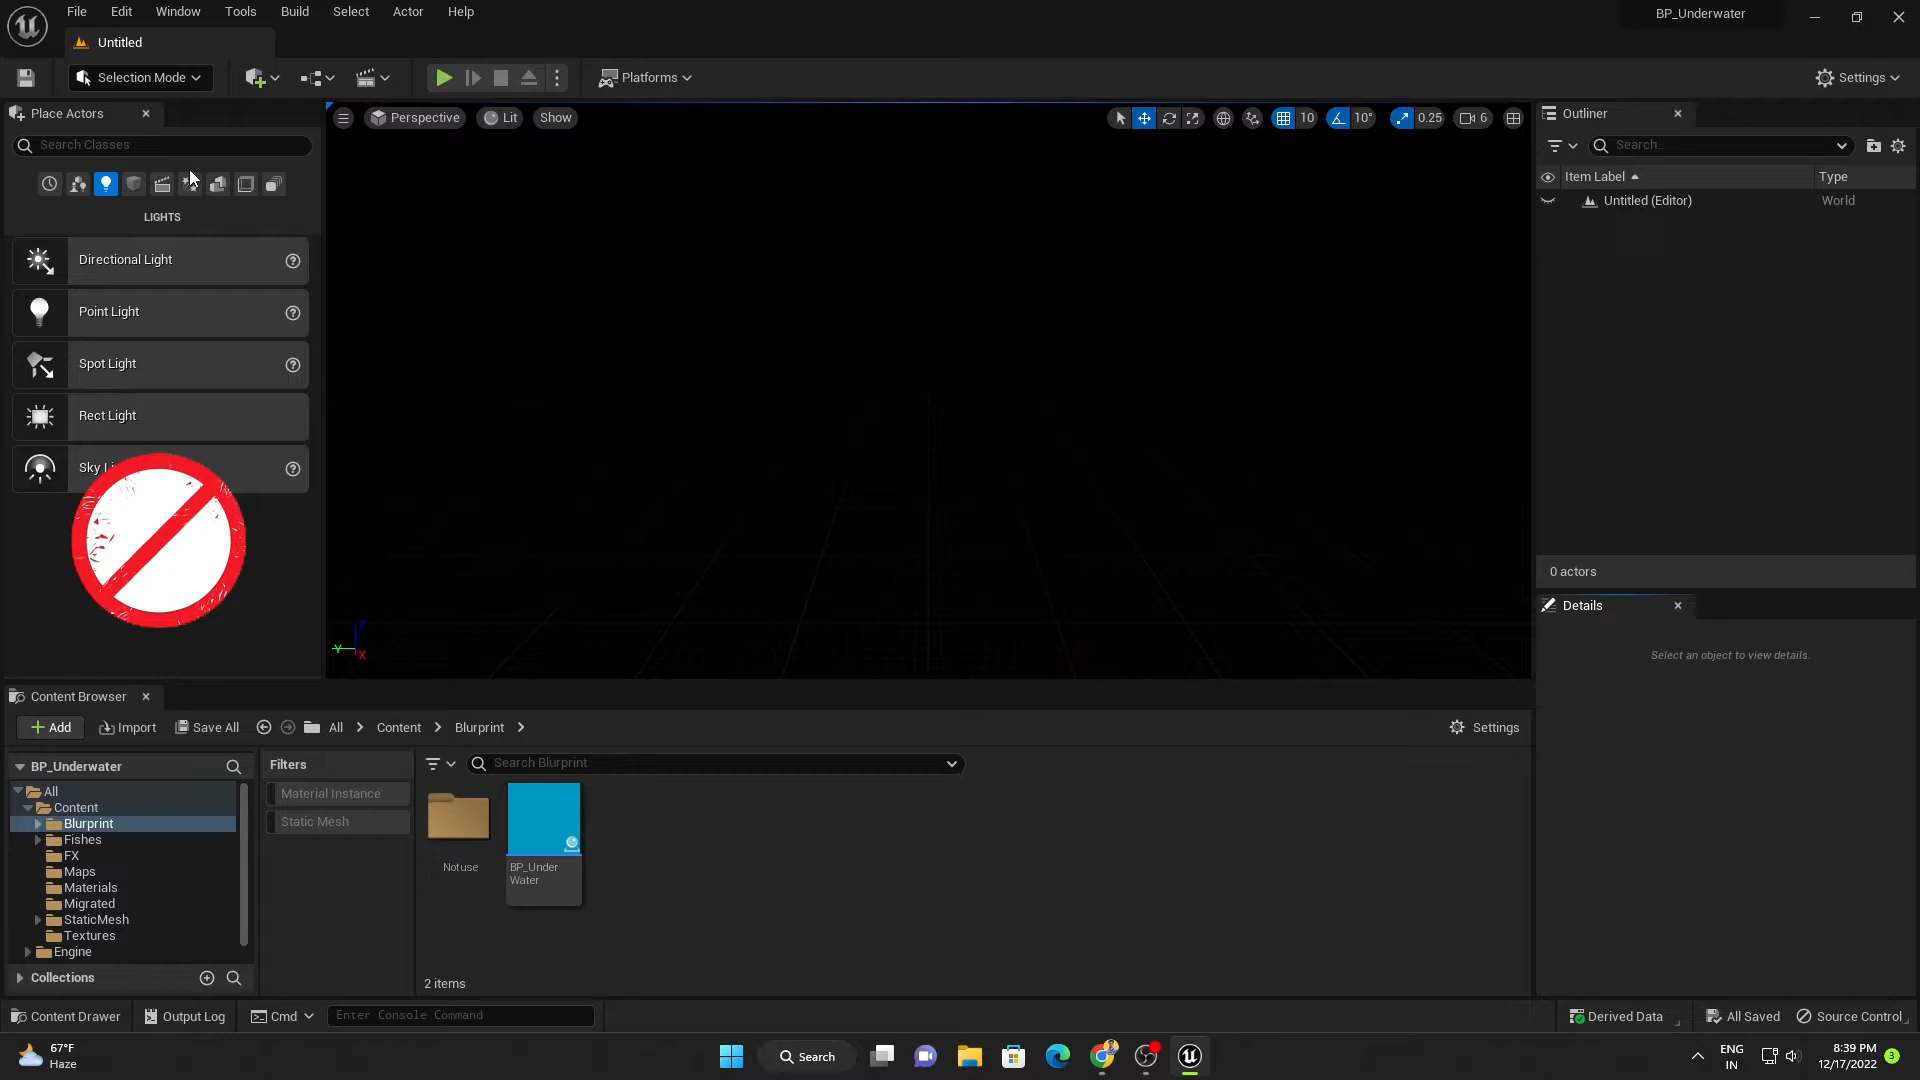 File Edit Window Tools Build Select Actor Help
BP_Underwater
Untitled
Selection Mode
Platforms
Settings
Place Actors
Search Classes
LIGHTS
Directional Light
Point Light
Spot Light
Rect Light
Perspective Lit Show
10 10° 0.25 6
Outliner
Search...
Item Label Type
Untitled (Editor) World
0 actors
Details
Select an object to view details.
Content Browser
Add Import Save All All Content Blurprint
Settings
BP_Underwater
All
Content
Blurprint
Fishes
FX
Maps
Materials
Migrated
StaticMesh
Textures
Engine
Collections
Filters
Material Instance
Static Mesh
Search Blurprint
Notuse
BP_Under
Water
2 items
Content Drawer Output Log Cmd Enter Console Command
Derived Data All Saved Source Control
67°F
Haze
Search
ENG
IN
8:39 PM
12/17/2022
3
Y
X